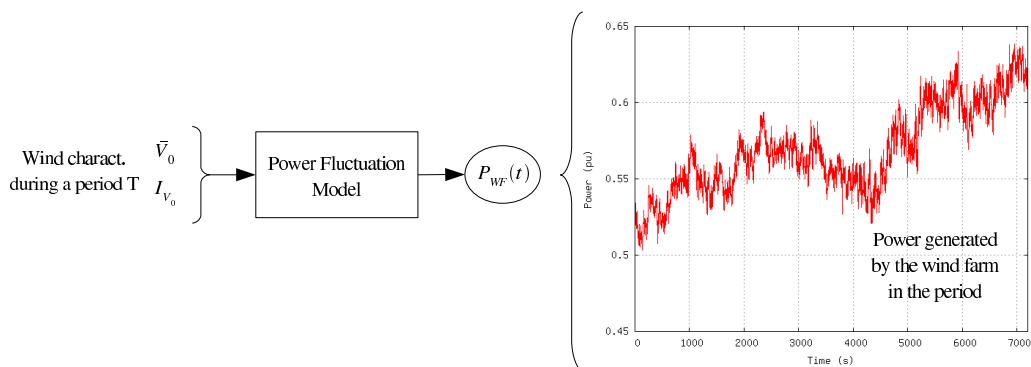 Wind charact.
during a period T
V̄₀
I_V₀
Power Fluctuation
Model
P_WF(t)
0.65
0.6
0.55
0.5
0.45
Power (pu)
0
1000
2000
3000
4000
5000
6000
7000
Time (s)
Power generated
by the wind farm
in the period